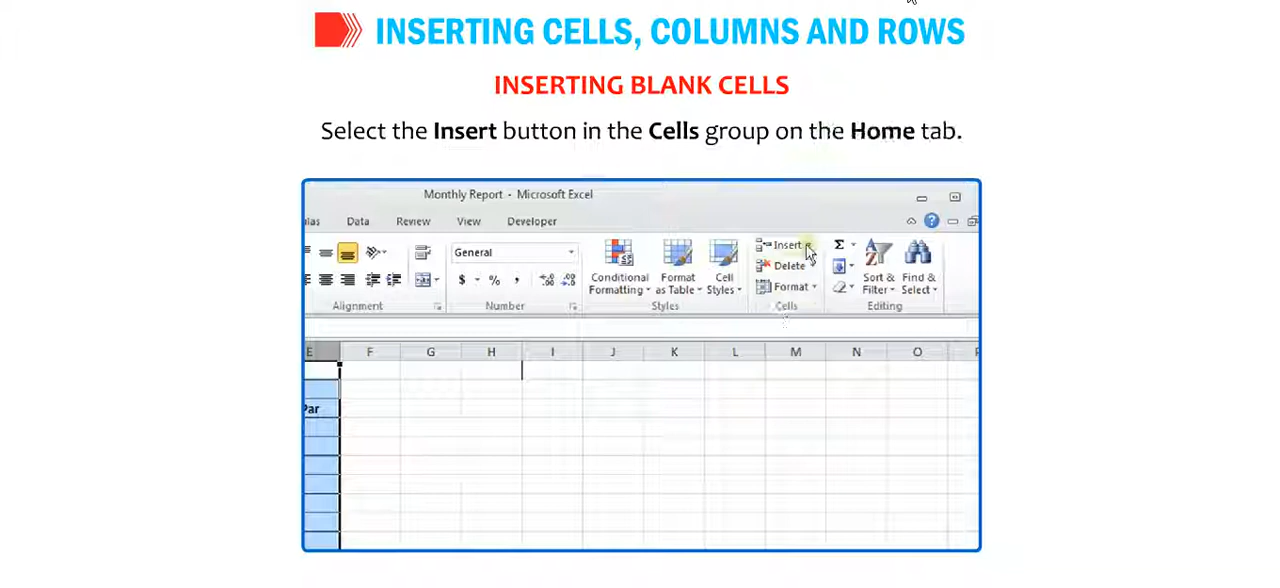 INSERTING CELLS, COLUMNS AND ROWS
INSERTING BLANK CELLS
Select the Insert button in the Cells group on the Home tab.
Monthly Report - Microsoft Excel
ulas Data Review View Developer
General
$ % ,
Conditional Formatting
Format as Table
Cell Styles
Insert
Delete
Format
Σ
Sort & Filter
Find & Select
Alignment Number Styles Cells Editing
E F G H I J K L M N O
Par